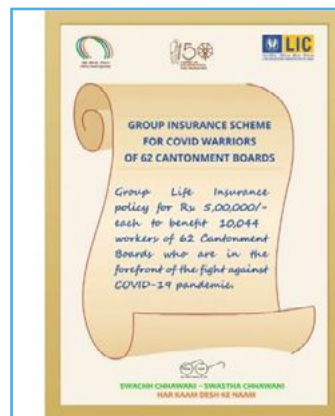 150
LIC
GROUP INSURANCE SCHEME
FOR COVID WARRIORS
OF 62 CANTONMENT BOARDS
Group Life Insurance
policy for Rs 5,00,000/-
each to benefit 10,044
workers of 62 Cantonment
Boards who are in the
forefront of the fight against
COVID-19 pandemic.
SWACHH CHHAWANI - SWASTHA CHHAWANI
HAR KAAM DESH KE NAAM